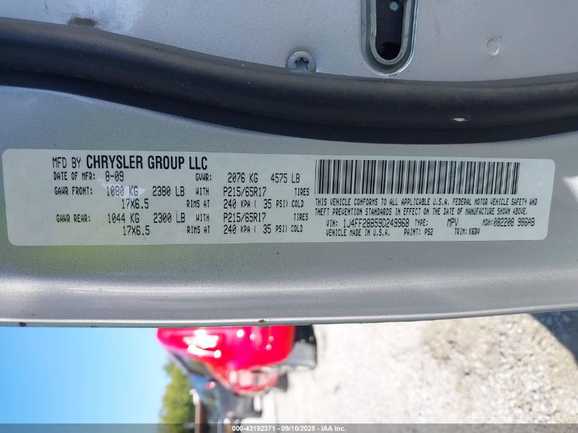 MFD BY CHRYSLER GROUP LLC
DATE OF MFR: 8-09 GVWR: 2076 KG 4575 LB
GAWR FRONT: 1080 KG 2380 LB WITH P215/65R17 TIRES
17X6.5 RIMS AT 240 KPA ( 35 PSI) COLD
GAWR REAR: 1044 KG 2300 LB WITH P215/65R17 TIRES
17X6.5 RIMS AT 240 KPA ( 35 PSI) COLD
THIS VEHICLE CONFORMS TO ALL APPLICABLE U.S.A. FEDERAL MOTOR VEHICLE SAFETY AND
THEFT PREVENTION STANDARDS IN EFFECT ON THE DATE OF MANUFACTURE SHOWN ABOVE.
VIN: 1J4FF28B59D249960 TYPE: MPV MDH:
VEHICLE MADE IN U.S.A. PAINT: PS2 TRIM:
000-43192371 - 09/10/2025 - IAA Inc.